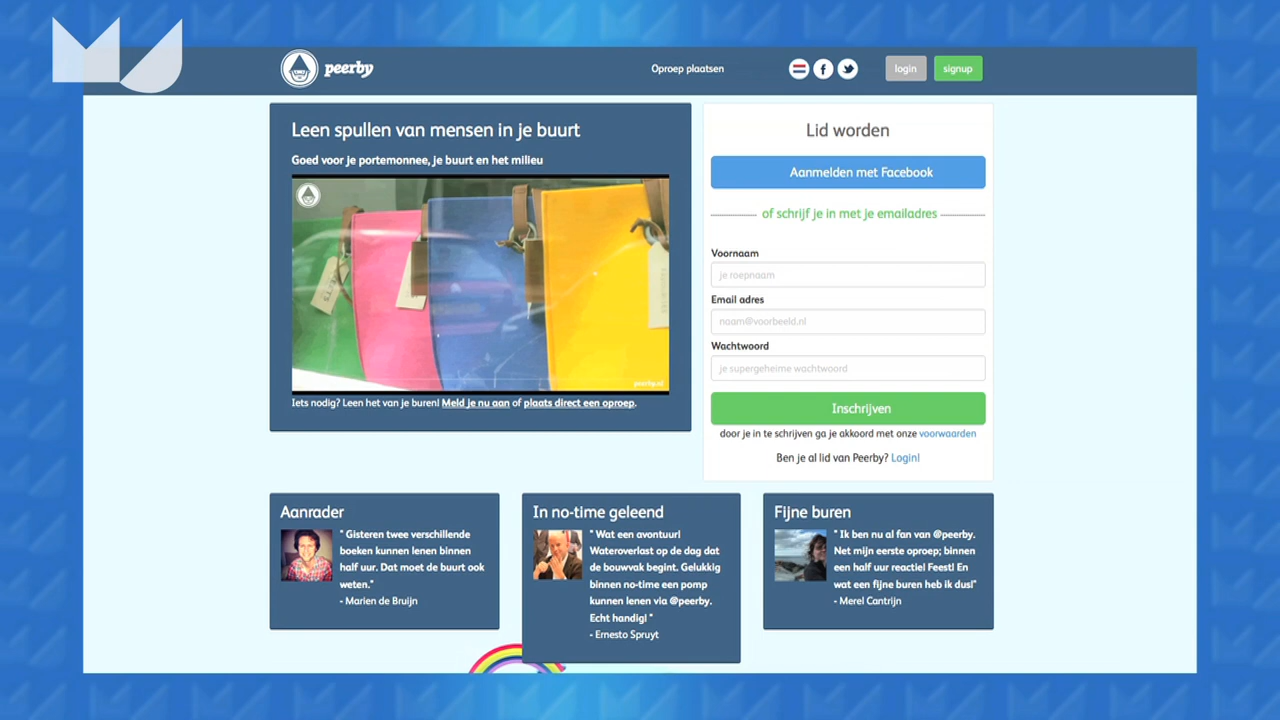 peerby
Oproep plaatsen
login
signup
Leen spullen van mensen in je buurt
Goed voor je portemonnee, je buurt en het milieu
peerby.nl
Iets nodig? Leen het van je buren! Meld je nu aan of plaats direct een oproep.
Lid worden
Aanmelden met Facebook
of schrijf je in met je emailadres
Voornaam
je roepnaam
Email adres
naam@voorbeeld.nl
Wachtwoord
je supergeheime wachtwoord
Inschrijven
door je in te schrijven ga je akkoord met onze voorwaarden
Ben je al lid van Peerby? Login!
Aanrader
" Gisteren twee verschillende
boeken kunnen lenen binnen
half uur. Dat moet de buurt ook
weten."
- Marien de Bruijn
In no-time geleend
" Wat een avontuur!
Wateroverlast op de dag dat
de bouwvak begint. Gelukkig
binnen no-time een pomp
kunnen lenen via @peerby.
Echt handig! "
- Ernesto Spruyt
Fijne buren
" Ik ben nu al fan van @peerby.
Net mijn eerste oproep; binnen
een half uur reactie! Feest! En
wat een fijne buren heb ik dus!"
- Merel Cantrijn